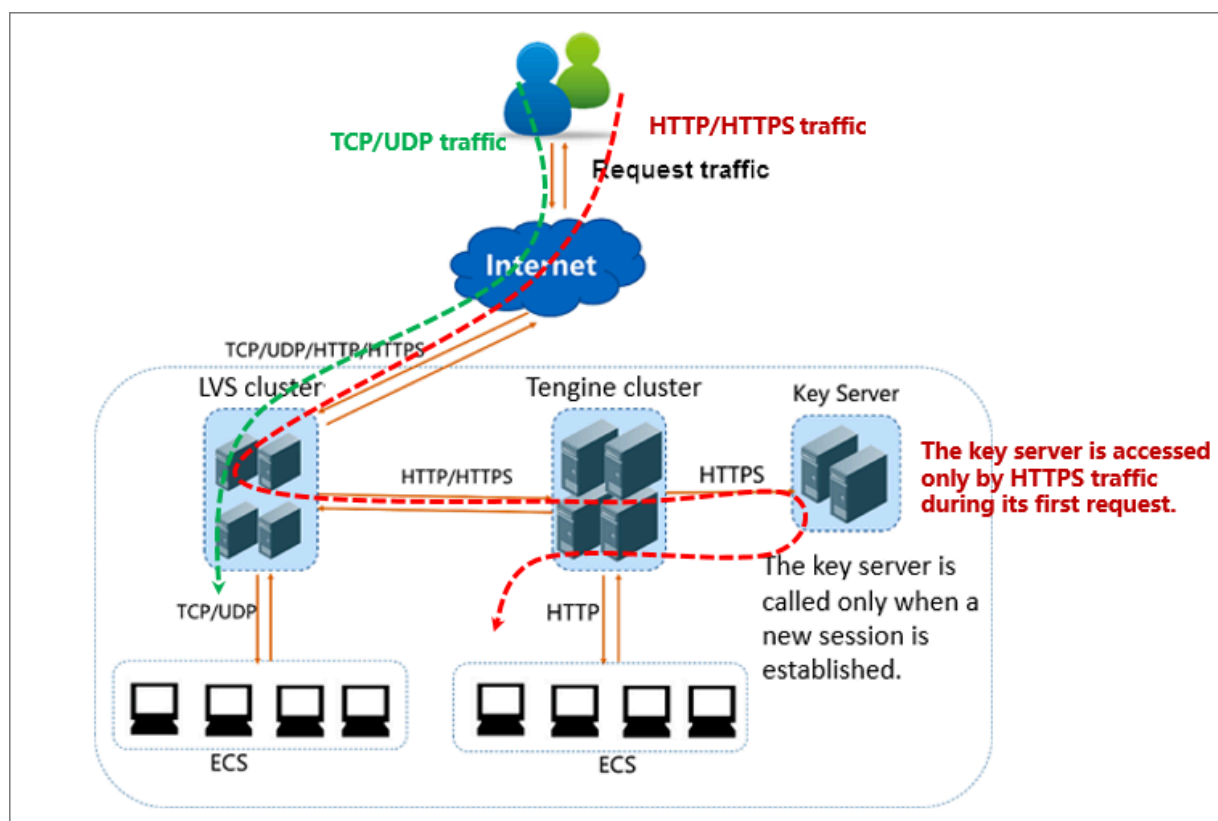 TCP/UDP traffic
HTTP/HTTPS traffic
Request traffic
Internet
TCP/UDP/HTTP/HTTPS
LVS cluster
Tengine cluster
Key Server
HTTP/HTTPS
HTTPS
The key server is accessed
only by HTTPS traffic
during its first request.
The key server is
called only when a
new session is
established.
TCP/UDP
HTTP
ECS
ECS